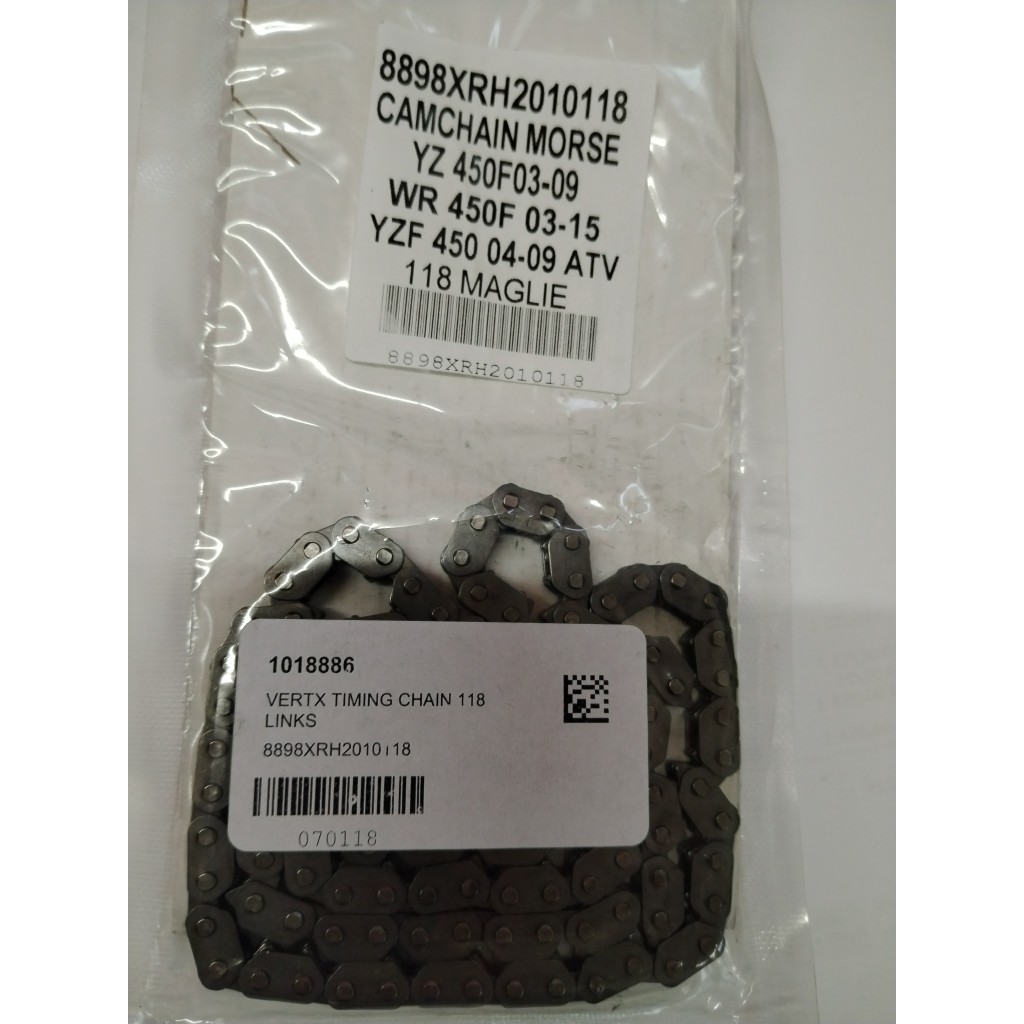 8898XRH2010118
CAMCHAIN MORSE
YZ 450F03-09
WR 450F 03-15
YZF 450 04-09 ATV
118 MAGLIE
8898XRH2010118
1018886
VERTX TIMING CHAIN 118
LINKS
8898XRH2010118
070118